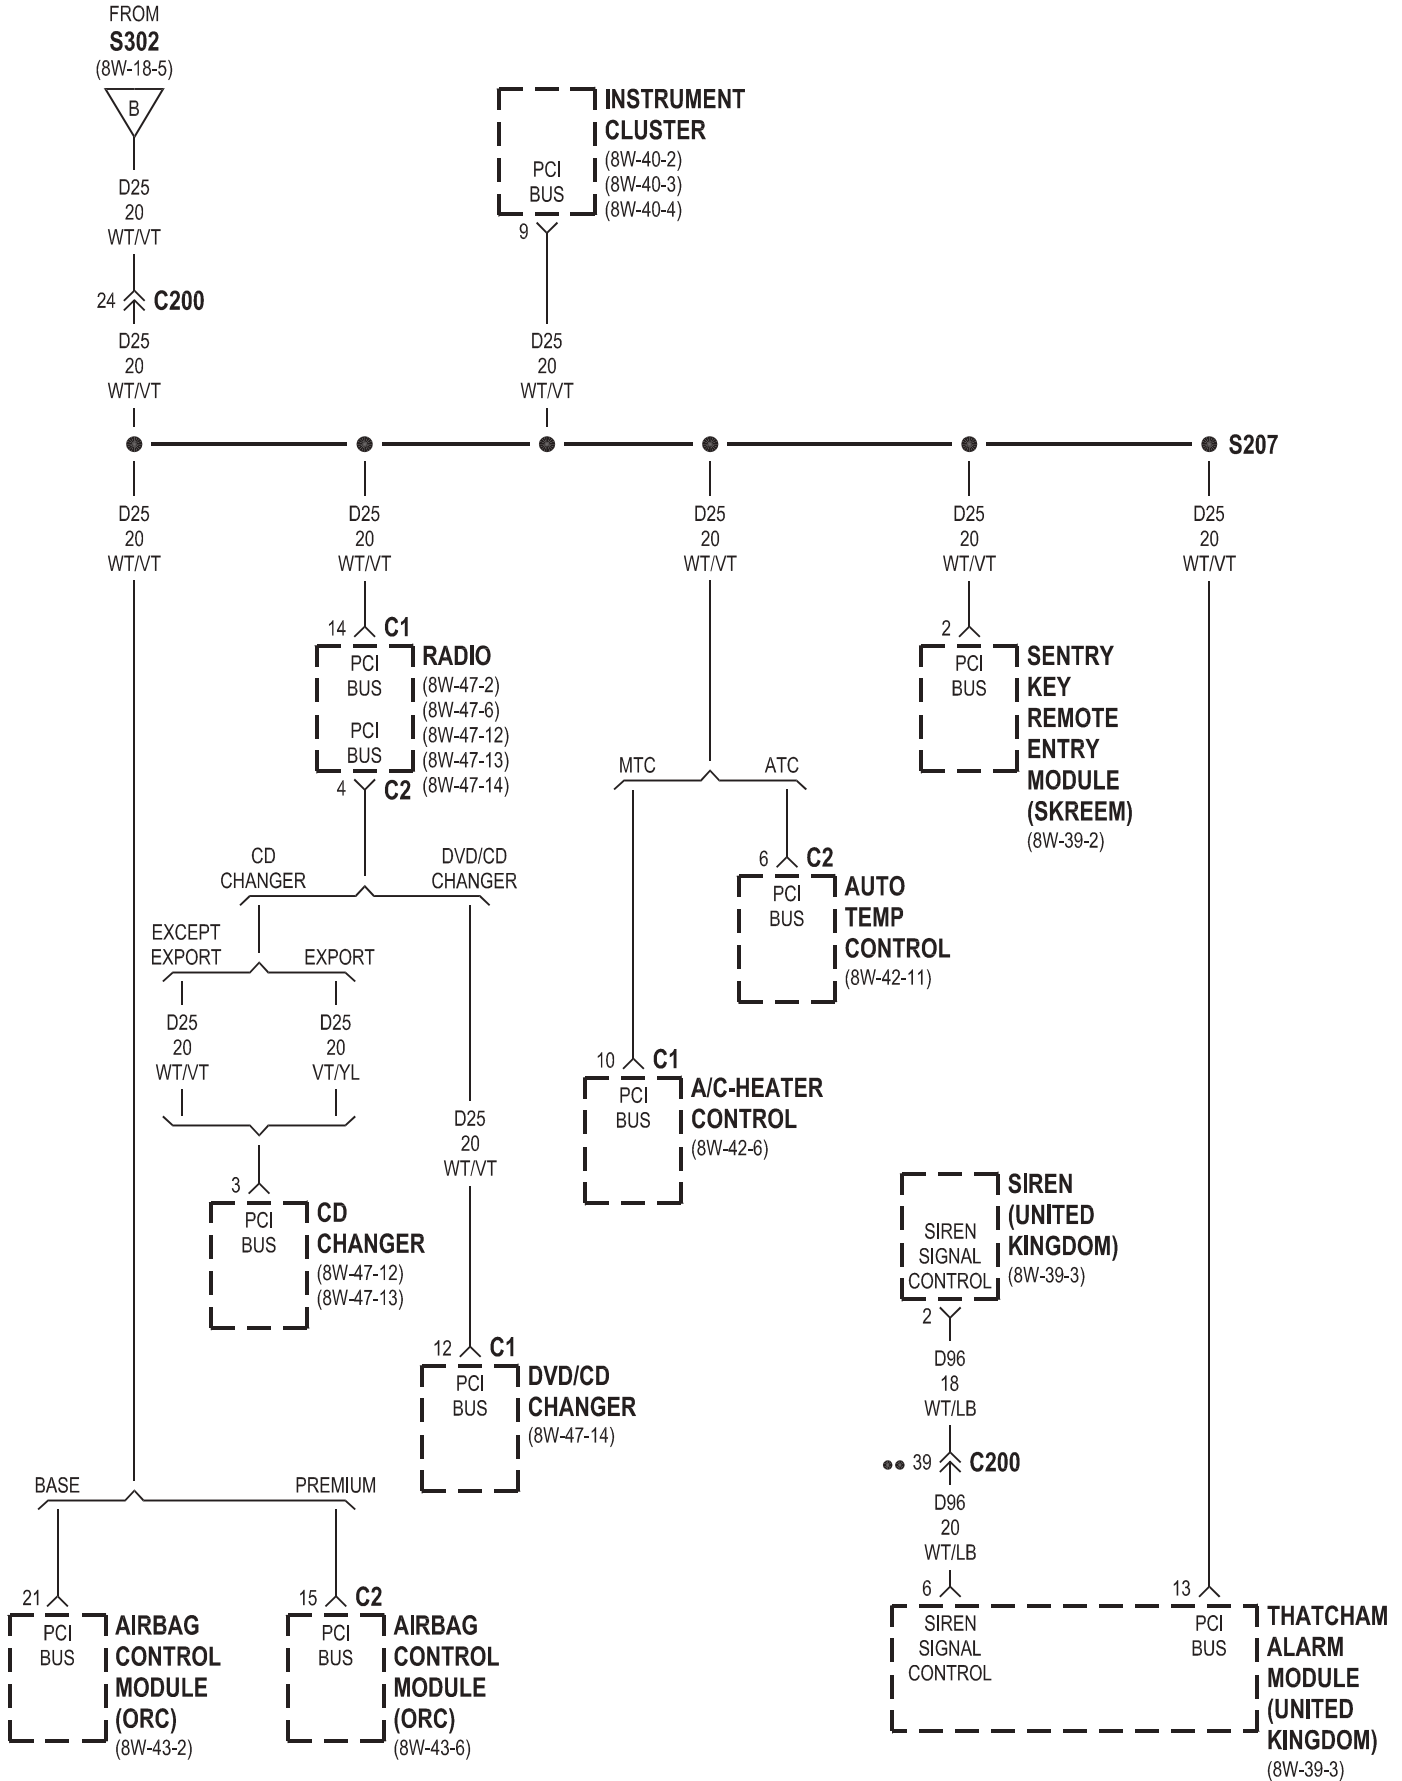 FROM
S302
(8W-18-5)
B
D25
20
WT/VT
24
C200
D25
20
WT/VT
INSTRUMENT
CLUSTER
(8W-40-2)
(8W-40-3)
(8W-40-4)
PCI
BUS
9
D25
20
WT/VT
S207
D25
20
WT/VT
D25
20
WT/VT
D25
20
WT/VT
D25
20
WT/VT
D25
20
WT/VT
14
C1
PCI
BUS
PCI
BUS
RADIO
(8W-47-2)
(8W-47-6)
(8W-47-12)
(8W-47-13)
(8W-47-14)
4
C2
2
PCI
BUS
SENTRY
KEY
REMOTE
ENTRY
MODULE
(SKREEM)
(8W-39-2)
MTC
ATC
6
C2
PCI
BUS
AUTO
TEMP
CONTROL
(8W-42-11)
CD
CHANGER
DVD/CD
CHANGER
EXCEPT
EXPORT
EXPORT
D25
20
WT/VT
D25
20
VT/YL
10
C1
PCI
BUS
A/C-HEATER
CONTROL
(8W-42-6)
D25
20
WT/VT
3
PCI
BUS
CD
CHANGER
(8W-47-12)
(8W-47-13)
SIREN
SIGNAL
CONTROL
SIREN
(UNITED
KINGDOM)
(8W-39-3)
2
D96
18
WT/LB
12
C1
PCI
BUS
DVD/CD
CHANGER
(8W-47-14)
39
C200
D96
20
WT/LB
BASE
PREMIUM
21
PCI
BUS
AIRBAG
CONTROL
MODULE
(ORC)
(8W-43-2)
15
C2
PCI
BUS
AIRBAG
CONTROL
MODULE
(ORC)
(8W-43-6)
6
SIREN
SIGNAL
CONTROL
13
PCI
BUS
THATCHAM
ALARM
MODULE
(UNITED
KINGDOM)
(8W-39-3)